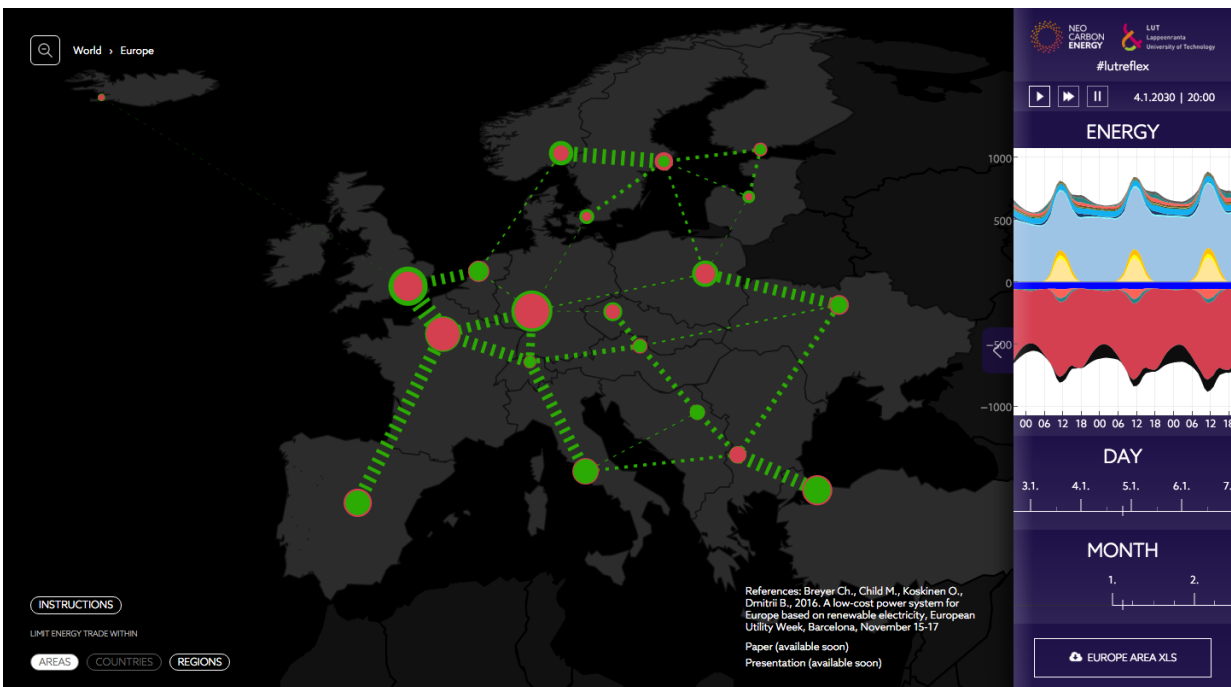 World › Europe
NEO
CARBON
ENERGY
LUT
Lappeenranta
University of Technology
#lutreflex
4.1.2030 | 20:00
ENERGY
1000
500
0
−500
−1000
00 06 12 18 00 06 12 18 00 06 12 18
DAY
3.1. 4.1. 5.1. 6.1. 7.
MONTH
1. 2.
EUROPE AREA XLS
INSTRUCTIONS
LIMIT ENERGY TRADE WITHIN
AREAS COUNTRIES REGIONS
References: Breyer Ch., Child M., Koskinen O.,
Dmitrii B., 2016. A low-cost power system for
Europe based on renewable electricity, European
Utility Week, Barcelona, November 15-17
Paper (available soon)
Presentation (available soon)